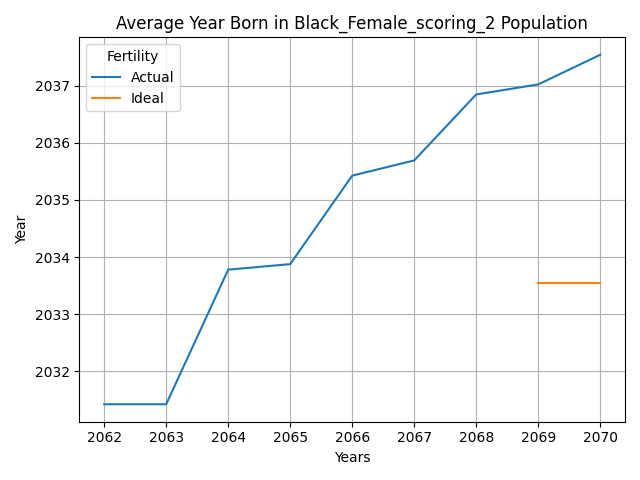 Average Year Born in Black_Female_scoring_2 Population
Fertility
Actual
Ideal
2037
2036
2035
2034
2033
2032
Year
2062 2063 2064 2065 2066 2067 2068 2069 2070
Years